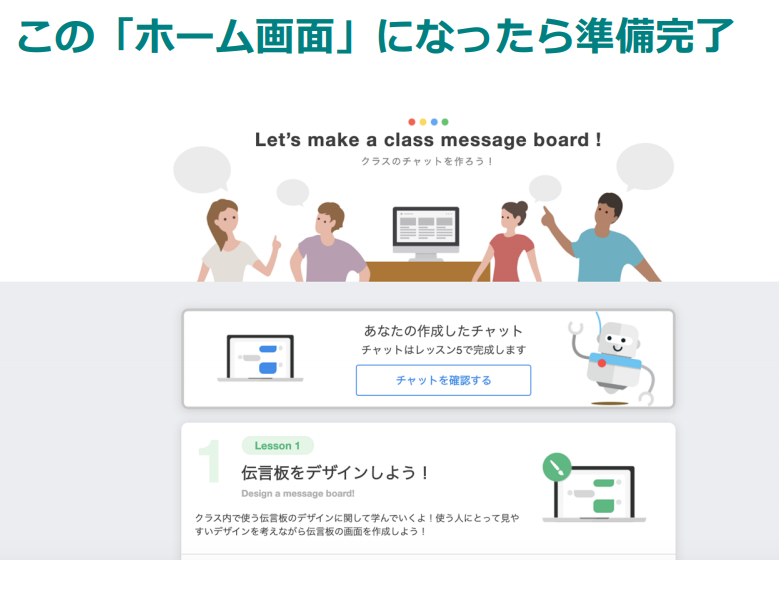 この「ホーム画面」になったら準備完了
Let's make a class message board !
クラスのチャットを作ろう！
あなたの作成したチャット
チャットはレッスン5で完成します
チャットを確認する
1
Lesson 1
伝言板をデザインしよう！
Design a message board!
クラス内で使う伝言板のデザインに関して学んでいくよ！使う人にとって見や
すいデザインを考えながら伝言板の画面を作成しよう！